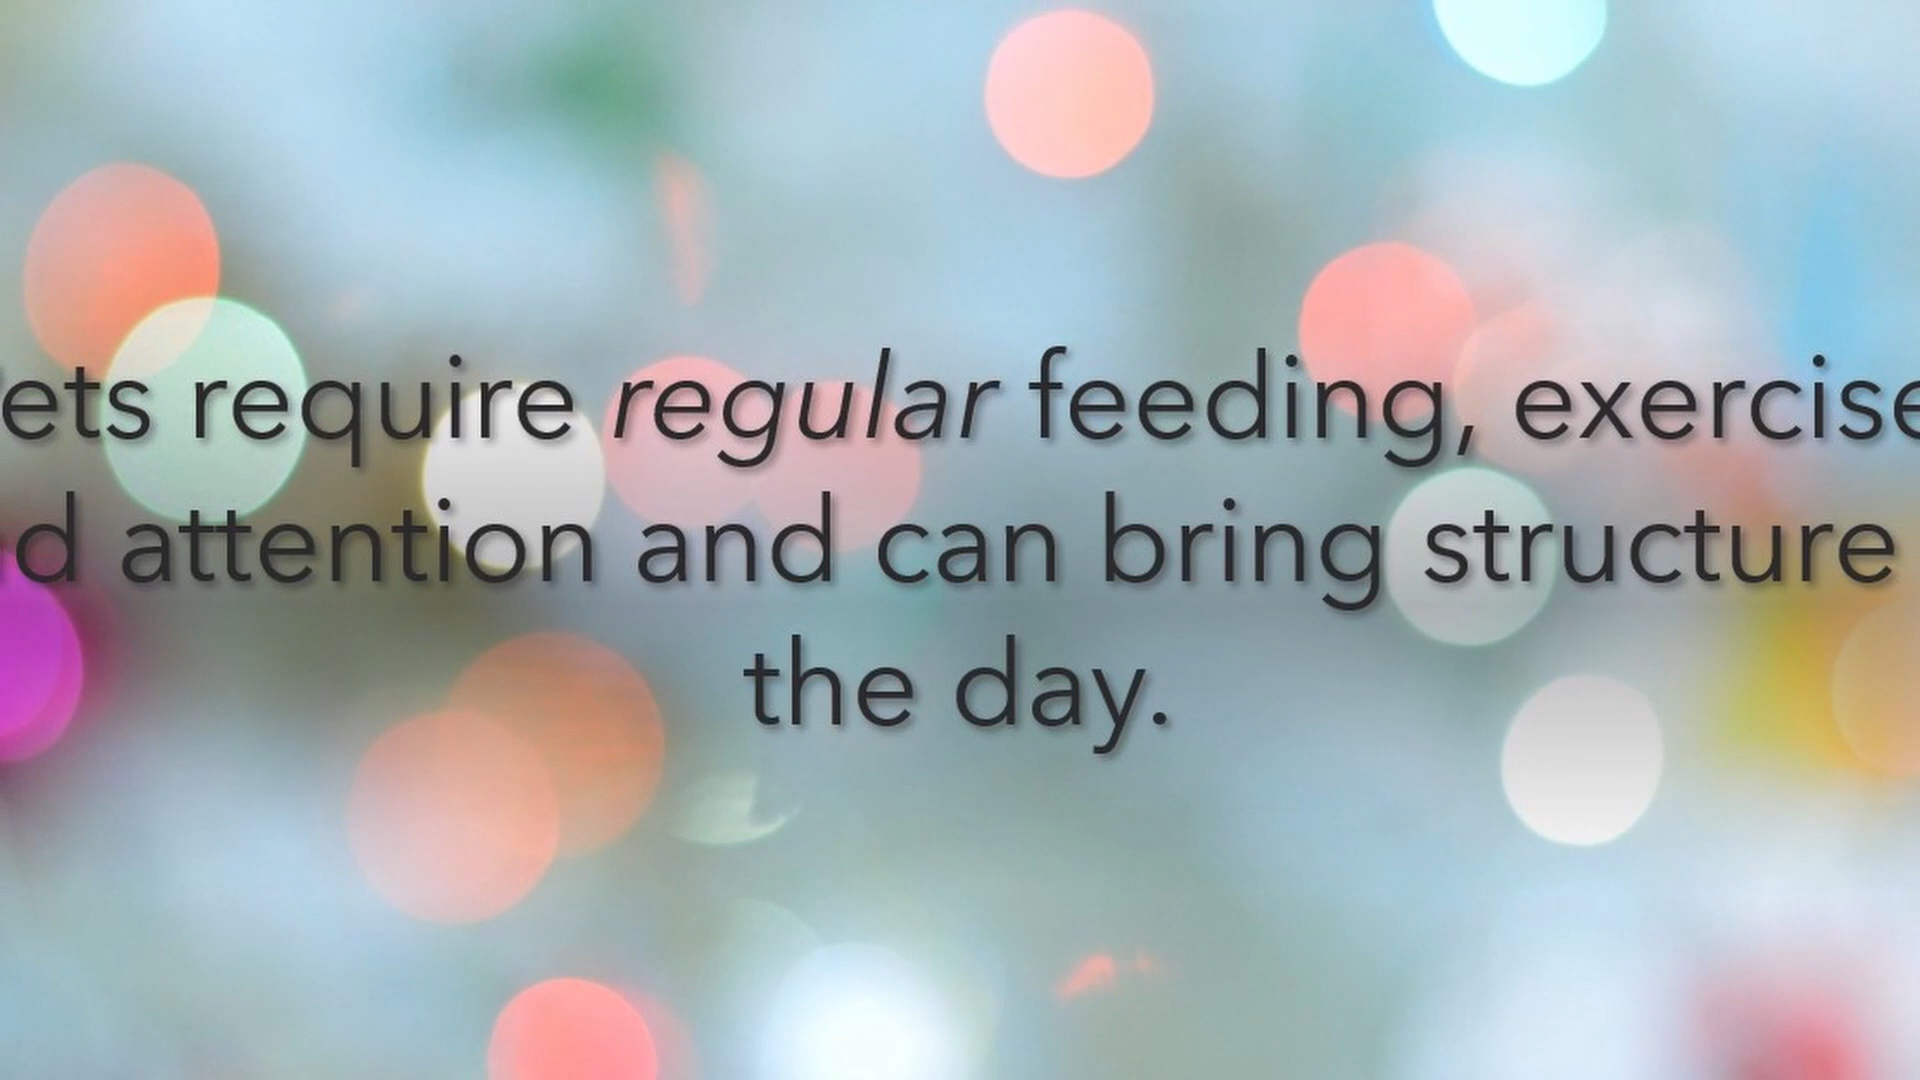 ets require regular feeding, exercise
d attention and can bring structure
the day.